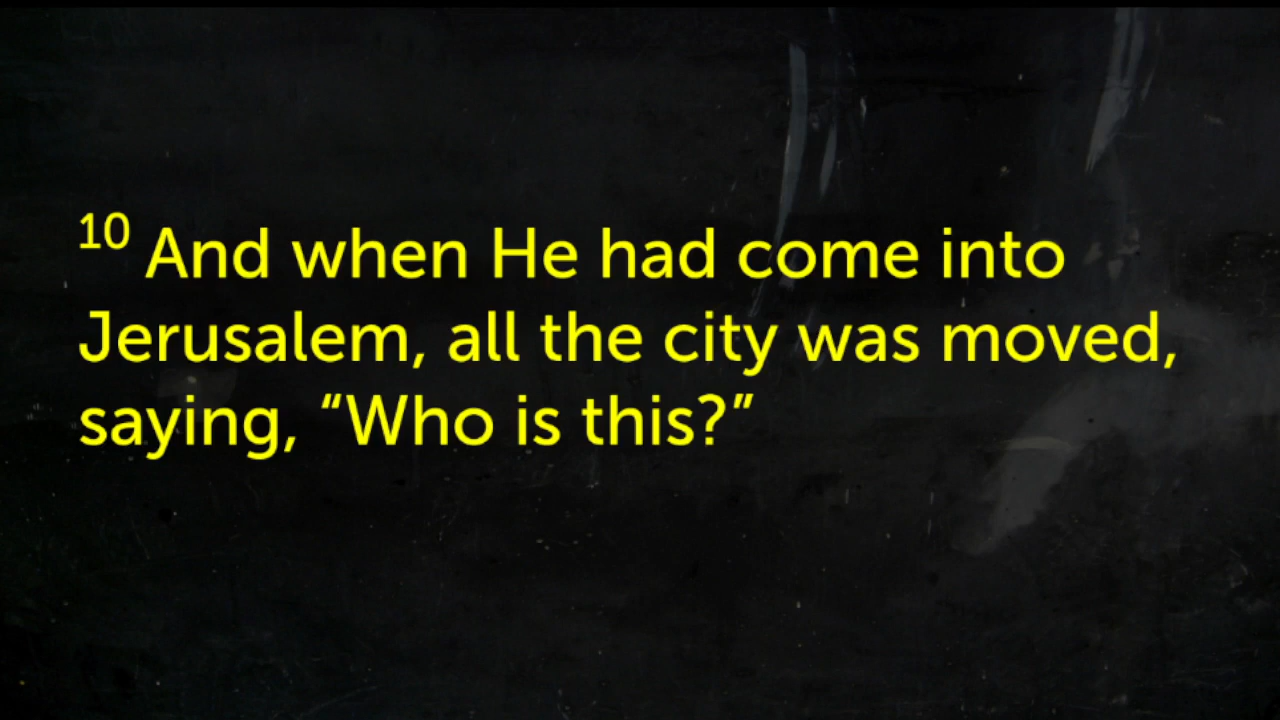 10 And when He had come into
Jerusalem, all the city was moved,
saying, “Who is this?”